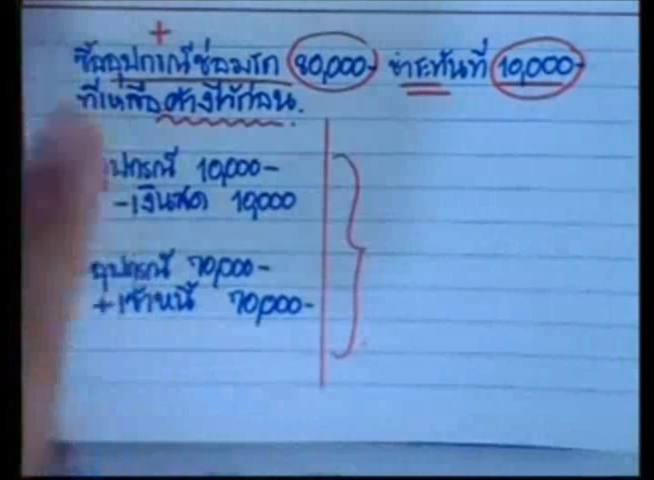 +
ซื้ออุปกรณ์ซ่อมรถ 80,000- ชำระทันที 10,000-
ที่เหลือค้างไว้ก่อน.
อุปกรณ์ 10,000-
-เงินสด 10,000
อุปกรณ์ 70,000-
+เจ้าหนี้ 70,000-